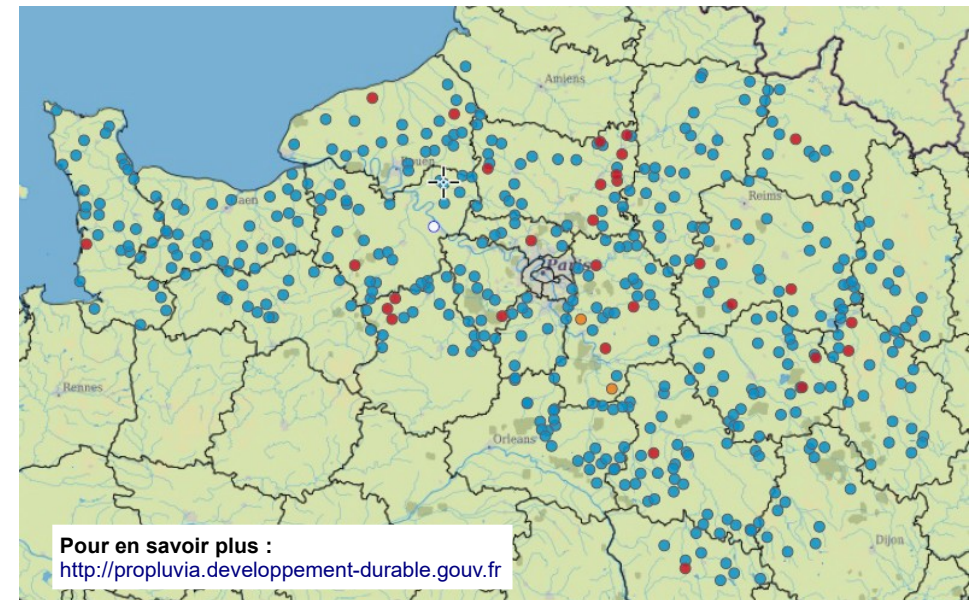 Amiens
Rouen
Caen
Reims
Paris
Rennes
Orleans
Dijon
Pour en savoir plus :
http://propluvia.developpement-durable.gouv.fr